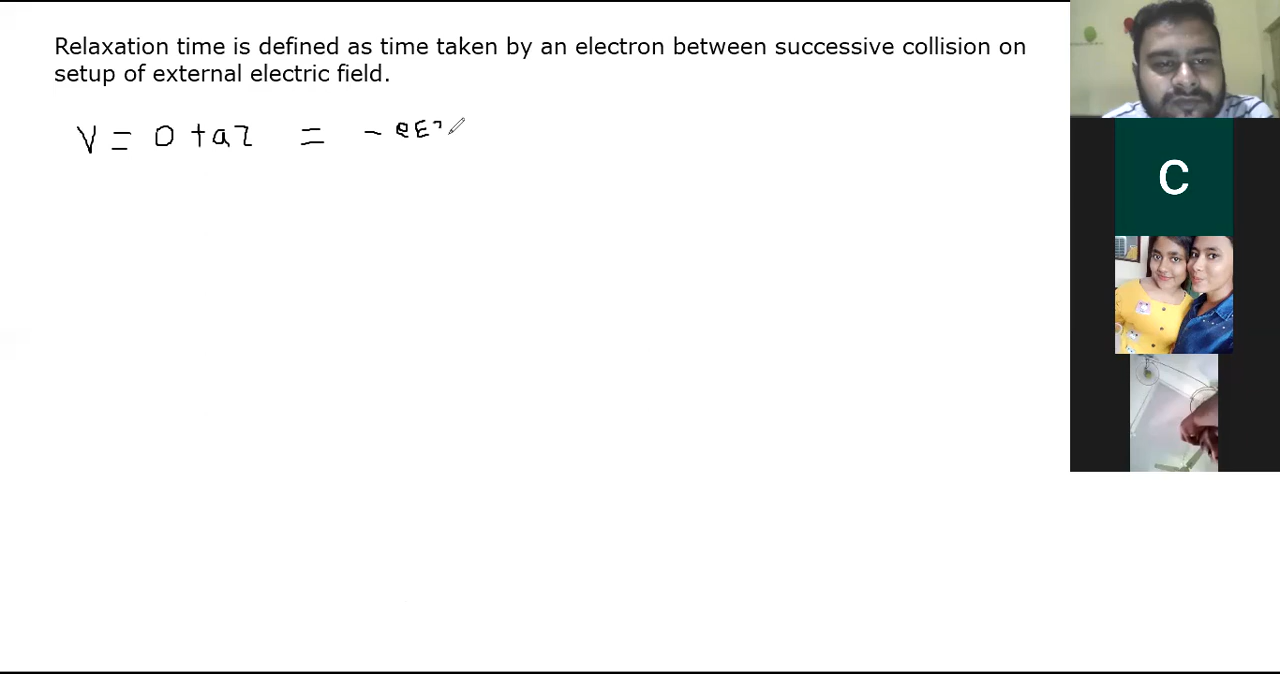 Relaxation time is defined as time taken by an electron between successive collision on
setup of external electric field.
V = 0 + aτ = - eEτ
C